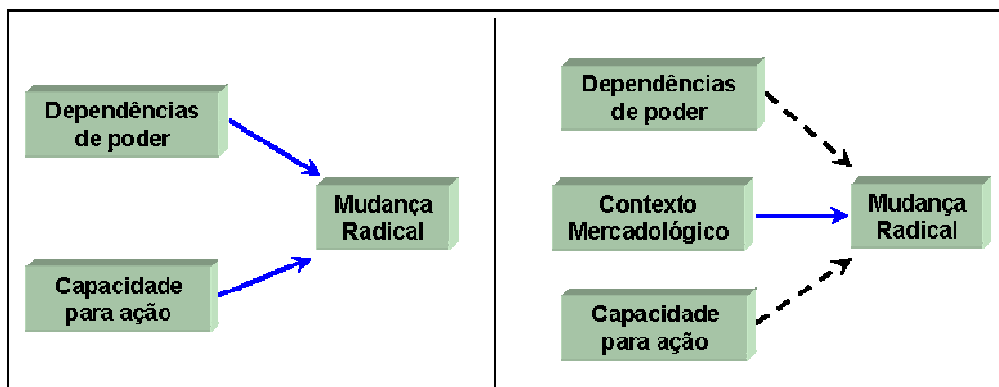 Dependências
de poder
Mudança
Radical
Capacidade
para ação
Dependências
de poder
Contexto
Mercadológico
Mudança
Radical
Capacidade
para ação